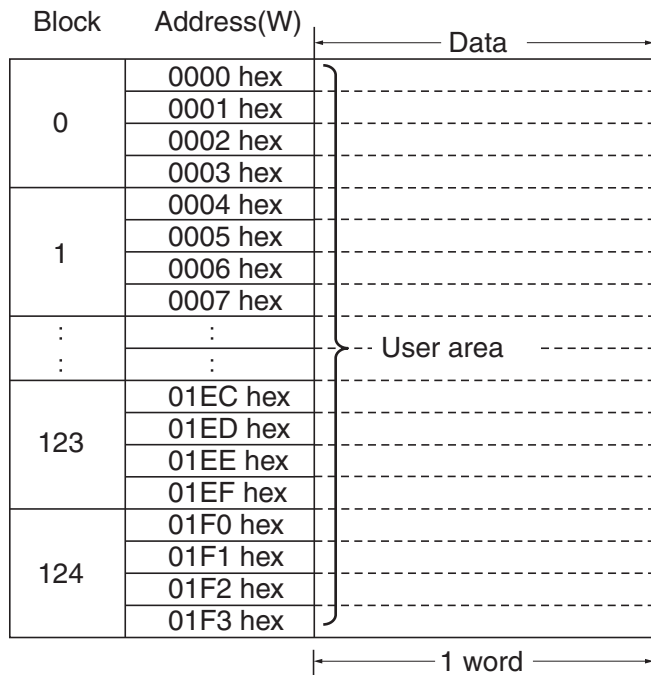 Block Address(W) Data
0 0000 hex
0001 hex
0002 hex
0003 hex
1 0004 hex
0005 hex
0006 hex
0007 hex
: :
: :
User area
123 01EC hex
01ED hex
01EE hex
01EF hex
124 01F0 hex
01F1 hex
01F2 hex
01F3 hex
1 word